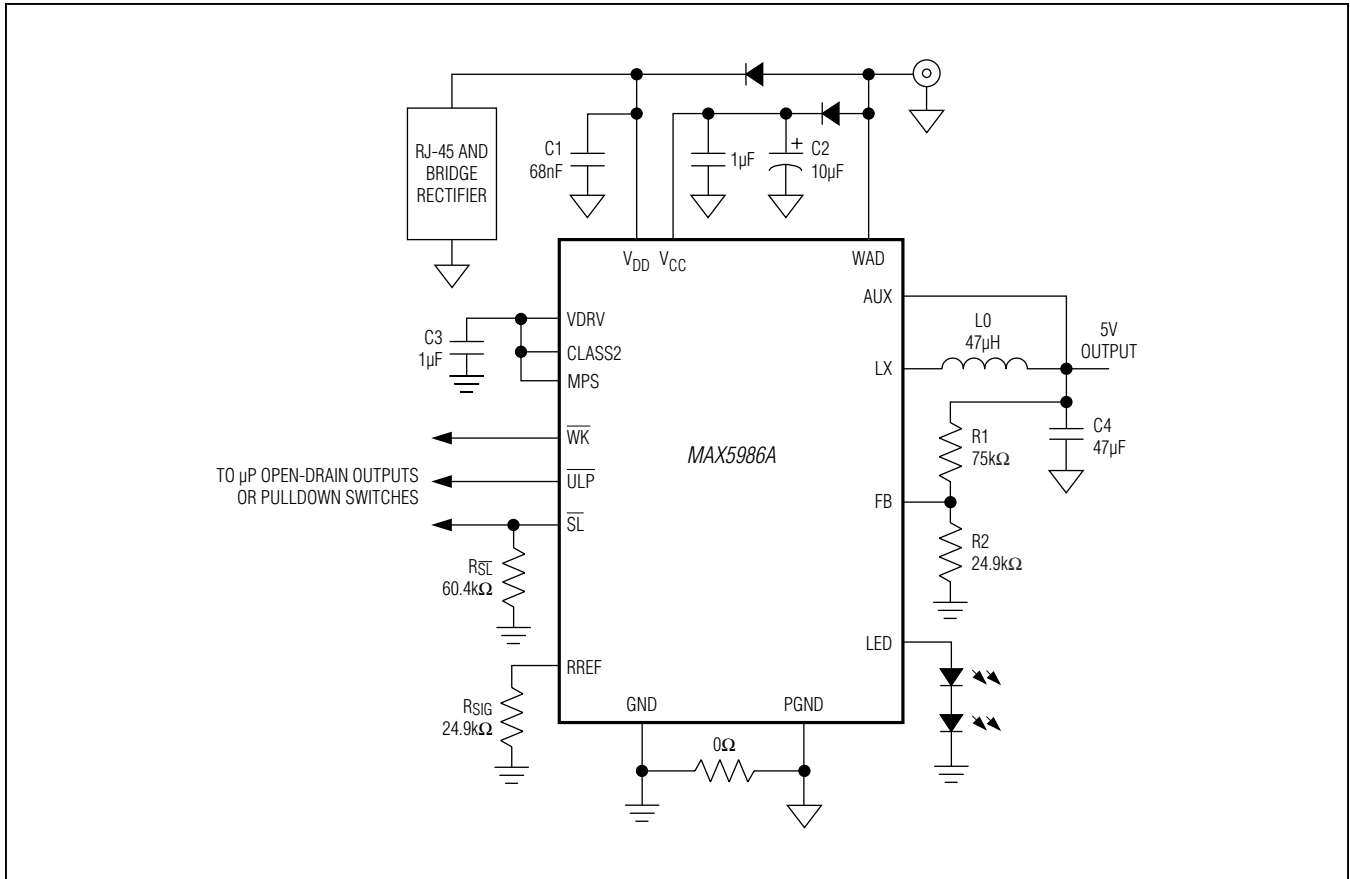 RJ-45 AND
BRIDGE
RECTIFIER
C1
68nF
1µF
+
C2
10µF
VDD
VCC
WAD
AUX
VDRV
C3
1µF
CLASS2
MPS
L0
47µH
5V
OUTPUT
LX
WK
MAX5986A
R1
75kΩ
C4
47µF
TO µP OPEN-DRAIN OUTPUTS
OR PULLDOWN SWITCHES
ULP
FB
SL
RSL
60.4kΩ
R2
24.9kΩ
LED
RREF
RSIG
24.9kΩ
GND
PGND
0Ω